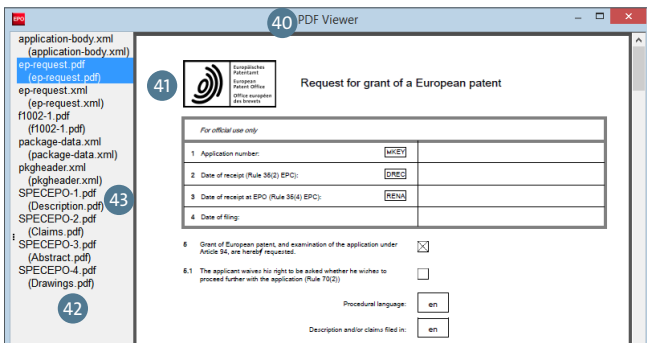 EPO
40 PDF Viewer
application-body.xml
(application-body.xml)
ep-request.pdf
(ep-request.pdf)
ep-request.xml
(ep-request.xml)
f1002-1.pdf
(f1002-1.pdf)
package-data.xml
(package-data.xml)
pkgheader.xml
(pkgheader.xml)
SPECEPO-1.pdf
(Description.pdf) 43
SPECEPO-2.pdf
(Claims.pdf)
SPECEPO-3.pdf
(Abstract.pdf)
SPECEPO-4.pdf
(Drawings.pdf)
42
41
Europäisches
Patentamt
European
Patent Office
Office européen
des brevets
Request for grant of a European patent
For official use only
1 Application number: MKEY
2 Date of receipt (Rule 35(2) EPC): DREC
3 Date of receipt at EPO (Rule 35(4) EPC): RENA
4 Date of filing:
5 Grant of European patent, and examination of the application under
Article 94, are hereby requested.
5.1 The applicant waives his right to be asked whether he wishes to
proceed further with the application (Rule 70(2))
Procedural language: en
Description and/or claims filed in: en